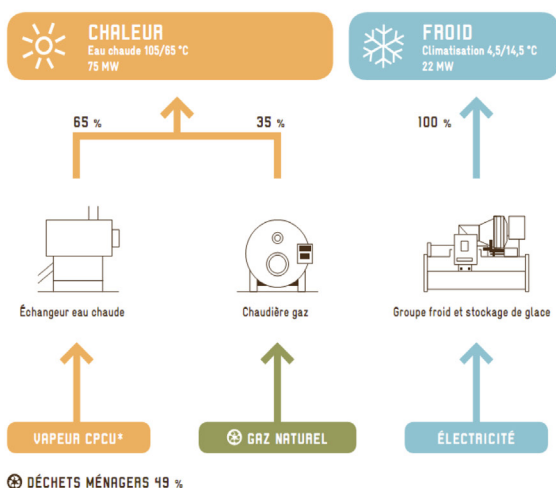 CHALEUR
Eau chaude 105/65 °C
75 MW
FROID
Climatisation 4,5/14,5 °C
22 MW
65 %
35 %
100 %
Échangeur eau chaude
Chaudière gaz
Groupe froid et stockage de glace
VAPEUR CPCU*
GAZ NATUREL
ÉLECTRICITÉ
DÉCHETS MÉNAGERS 49 %